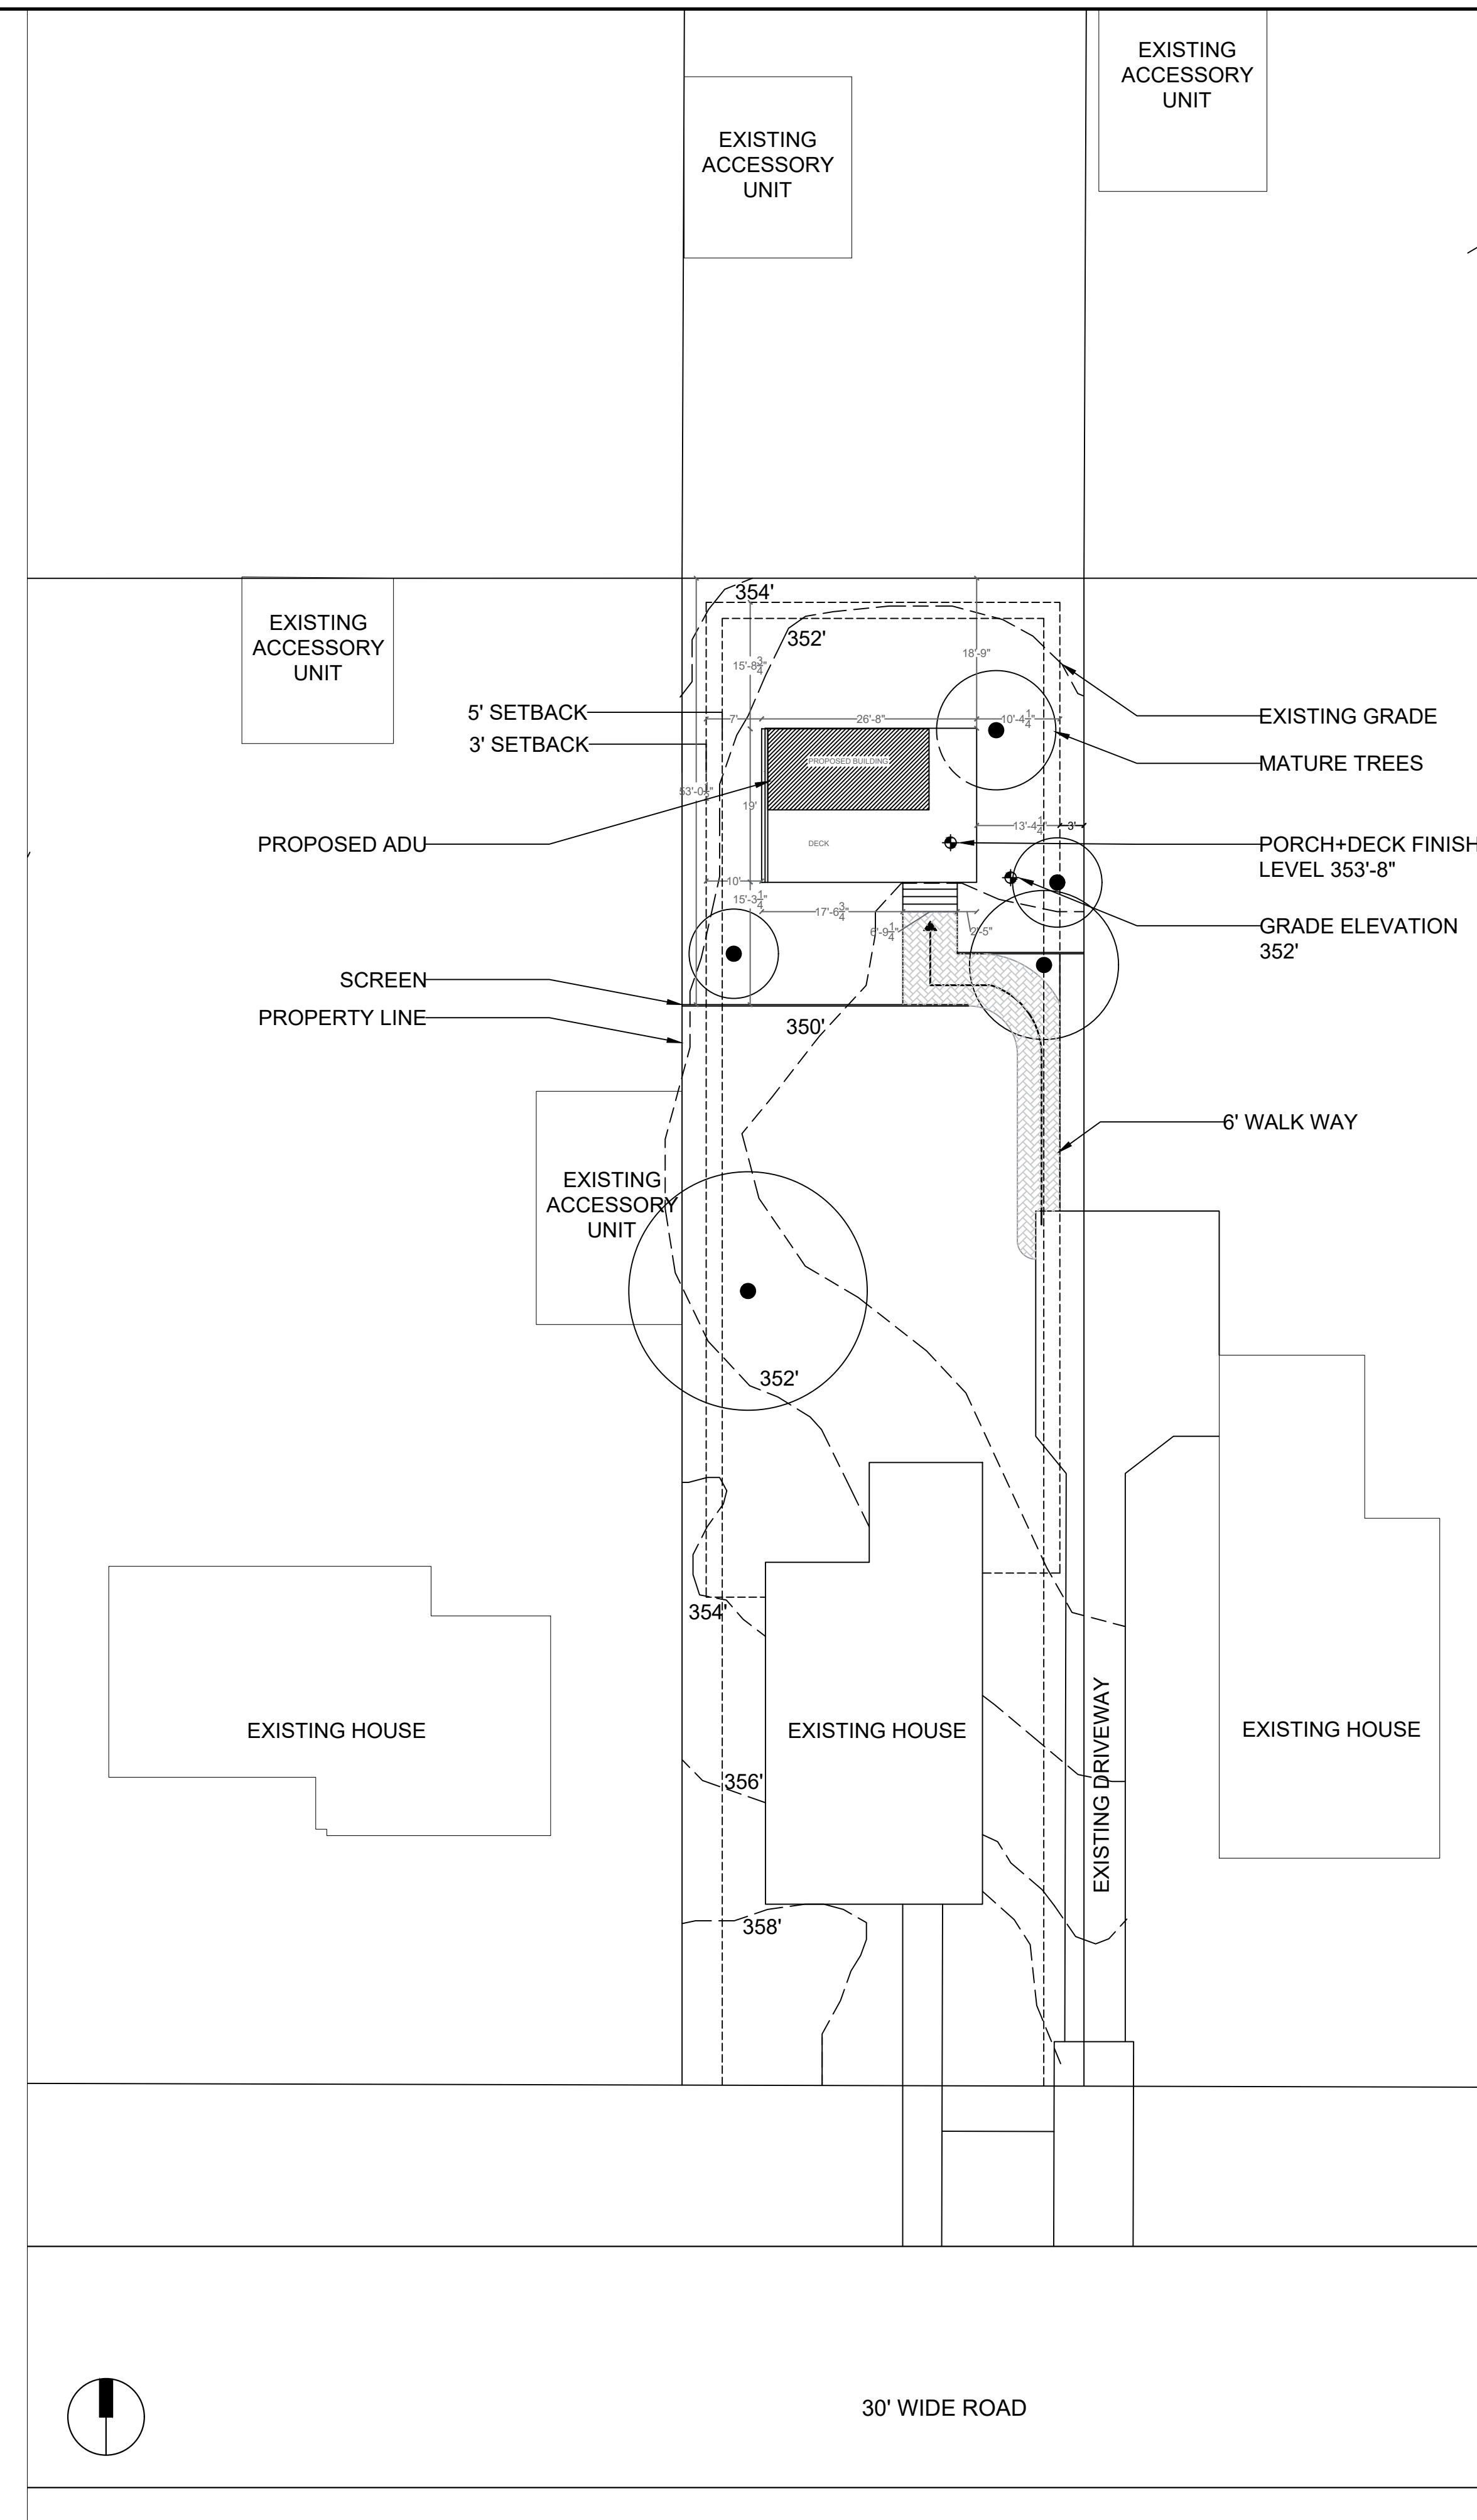 EXISTING
ACCESSORY
UNIT
EXISTING
ACCESSORY
UNIT
EXISTING
ACCESSORY
UNIT
354'
352'
15'-8 3/4"
18'-9"
5' SETBACK
3' SETBACK
7'
26'-8"
10'-4 1/4"
EXISTING GRADE
MATURE TREES
PROPOSED BUILDING
53'-0 1/2"
19'
13'-4 1/4"
3'
PROPOSED ADU
DECK
PORCH+DECK FINISH
LEVEL 353'-8"
10'
15'-3 1/4"
17'-6 3/4"
6'-9 1/4"
2'-5"
GRADE ELEVATION
352'
SCREEN
PROPERTY LINE
350'
6' WALK WAY
EXISTING
ACCESSORY
UNIT
352'
354'
EXISTING HOUSE
EXISTING HOUSE
EXISTING DRIVEWAY
EXISTING HOUSE
356'
358'
30' WIDE ROAD